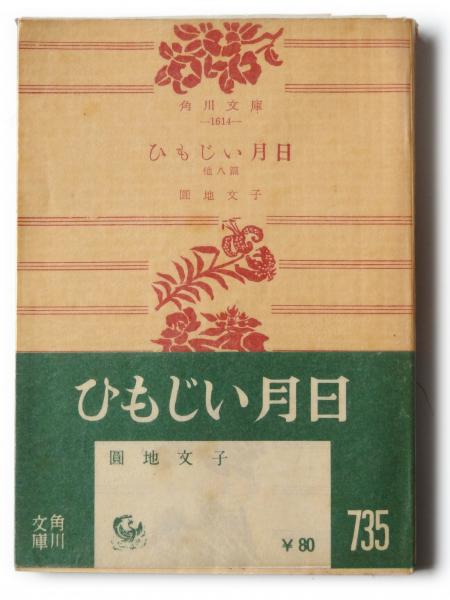 角川文庫
—1614—
ひもじい月日
他八篇
圓地文子
ひもじい月日
圓地文子
角川
文庫
¥80
735